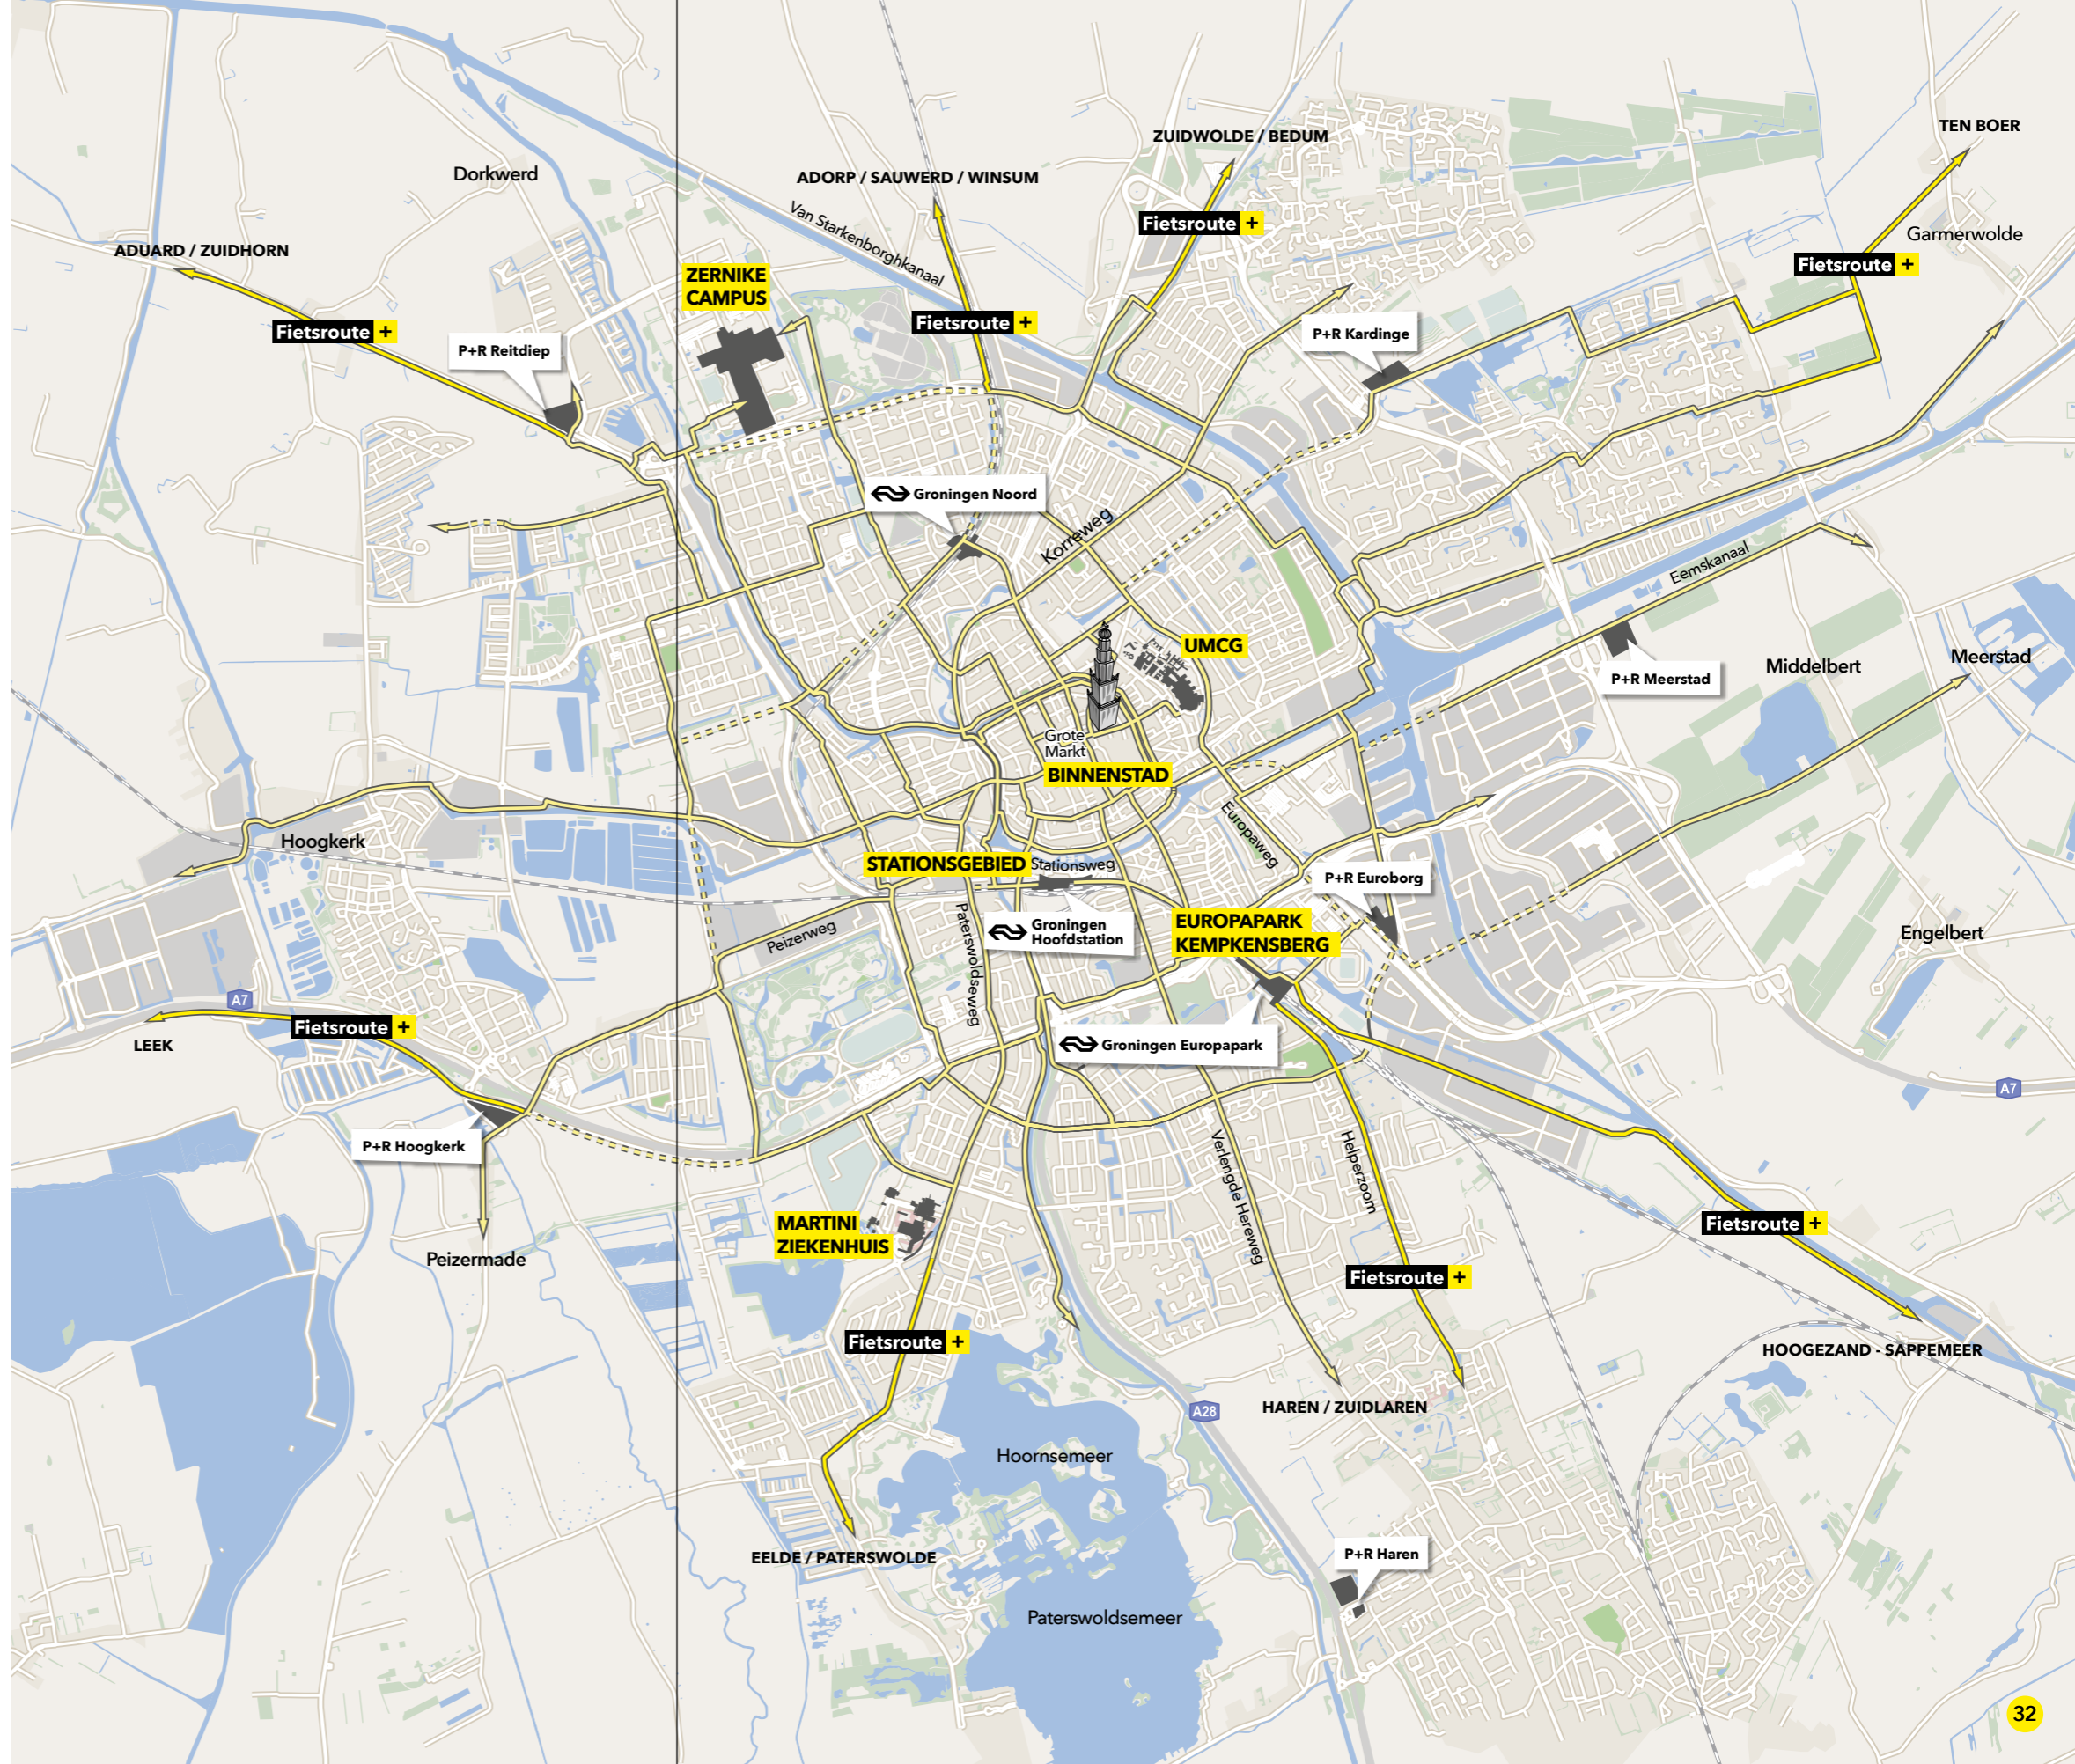 TEN BOER
ZUIDWOLDE / BEDUM
Dorkwerd
ADORP / SAUWERD / WINSUM
Van Starkenborghkanaal
Fietsroute +
Garmerwolde
ADUARD / ZUIDHORN
Fietsroute +
ZERNIKE
CAMPUS
Fietsroute +
Fietsroute +
P+R Kardinge
P+R Reitdiep
Groningen Noord
Korreweg
Eemskanaal
UMCG
Middelbert
Meerstad
P+R Meerstad
Grote
Markt
BINNENSTAD
Europaweg
Hoogkerk
STATIONSGEBIED
Stationsweg
P+R Euroborg
Peizerweg
Paterswoldseweg
Groningen
Hoofdstation
EUROPAPARK
KEMPKENSBERG
Engelbert
A7
Fietsroute +
LEEK
Groningen Europapark
A7
P+R Hoogkerk
Verlengde Hereweg
Helperzoom
MARTINI
ZIEKENHUIS
Fietsroute +
Peizermade
Fietsroute +
Fietsroute +
HOOGEZAND - SAPPEMEER
A28
HAREN / ZUIDLAREN
Hoornsemeer
EELDE / PATERSWOLDE
P+R Haren
Paterswoldsemeer
32